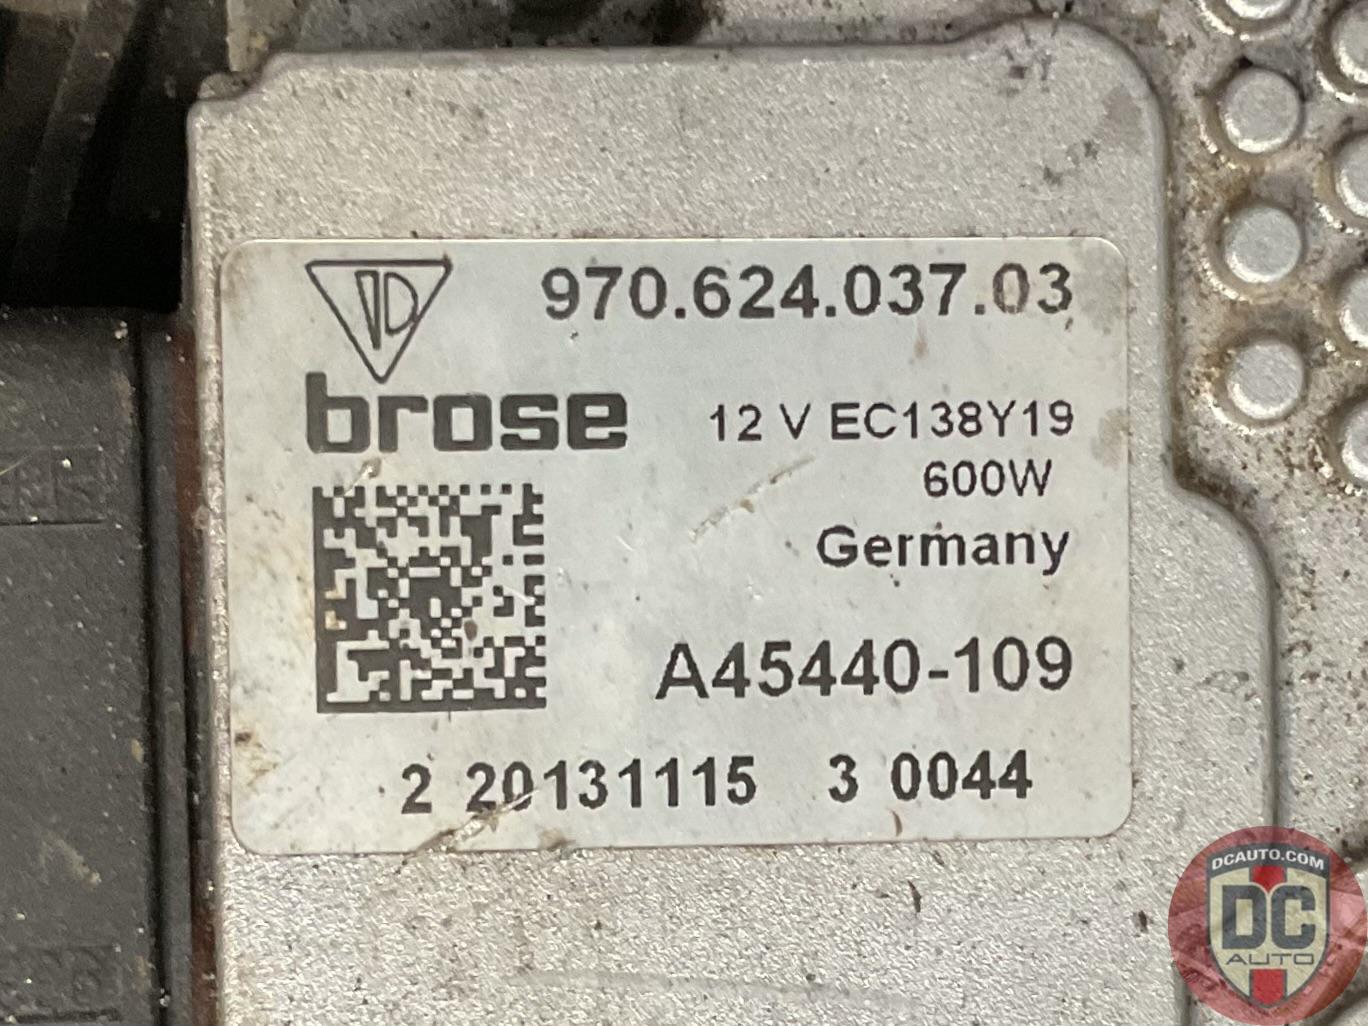 970.624.037.03
brose
12 V EC138Y19
600W
Germany
A45440-109
2 20131115 3 0044
DCAUTO.COM
DC
AUTO